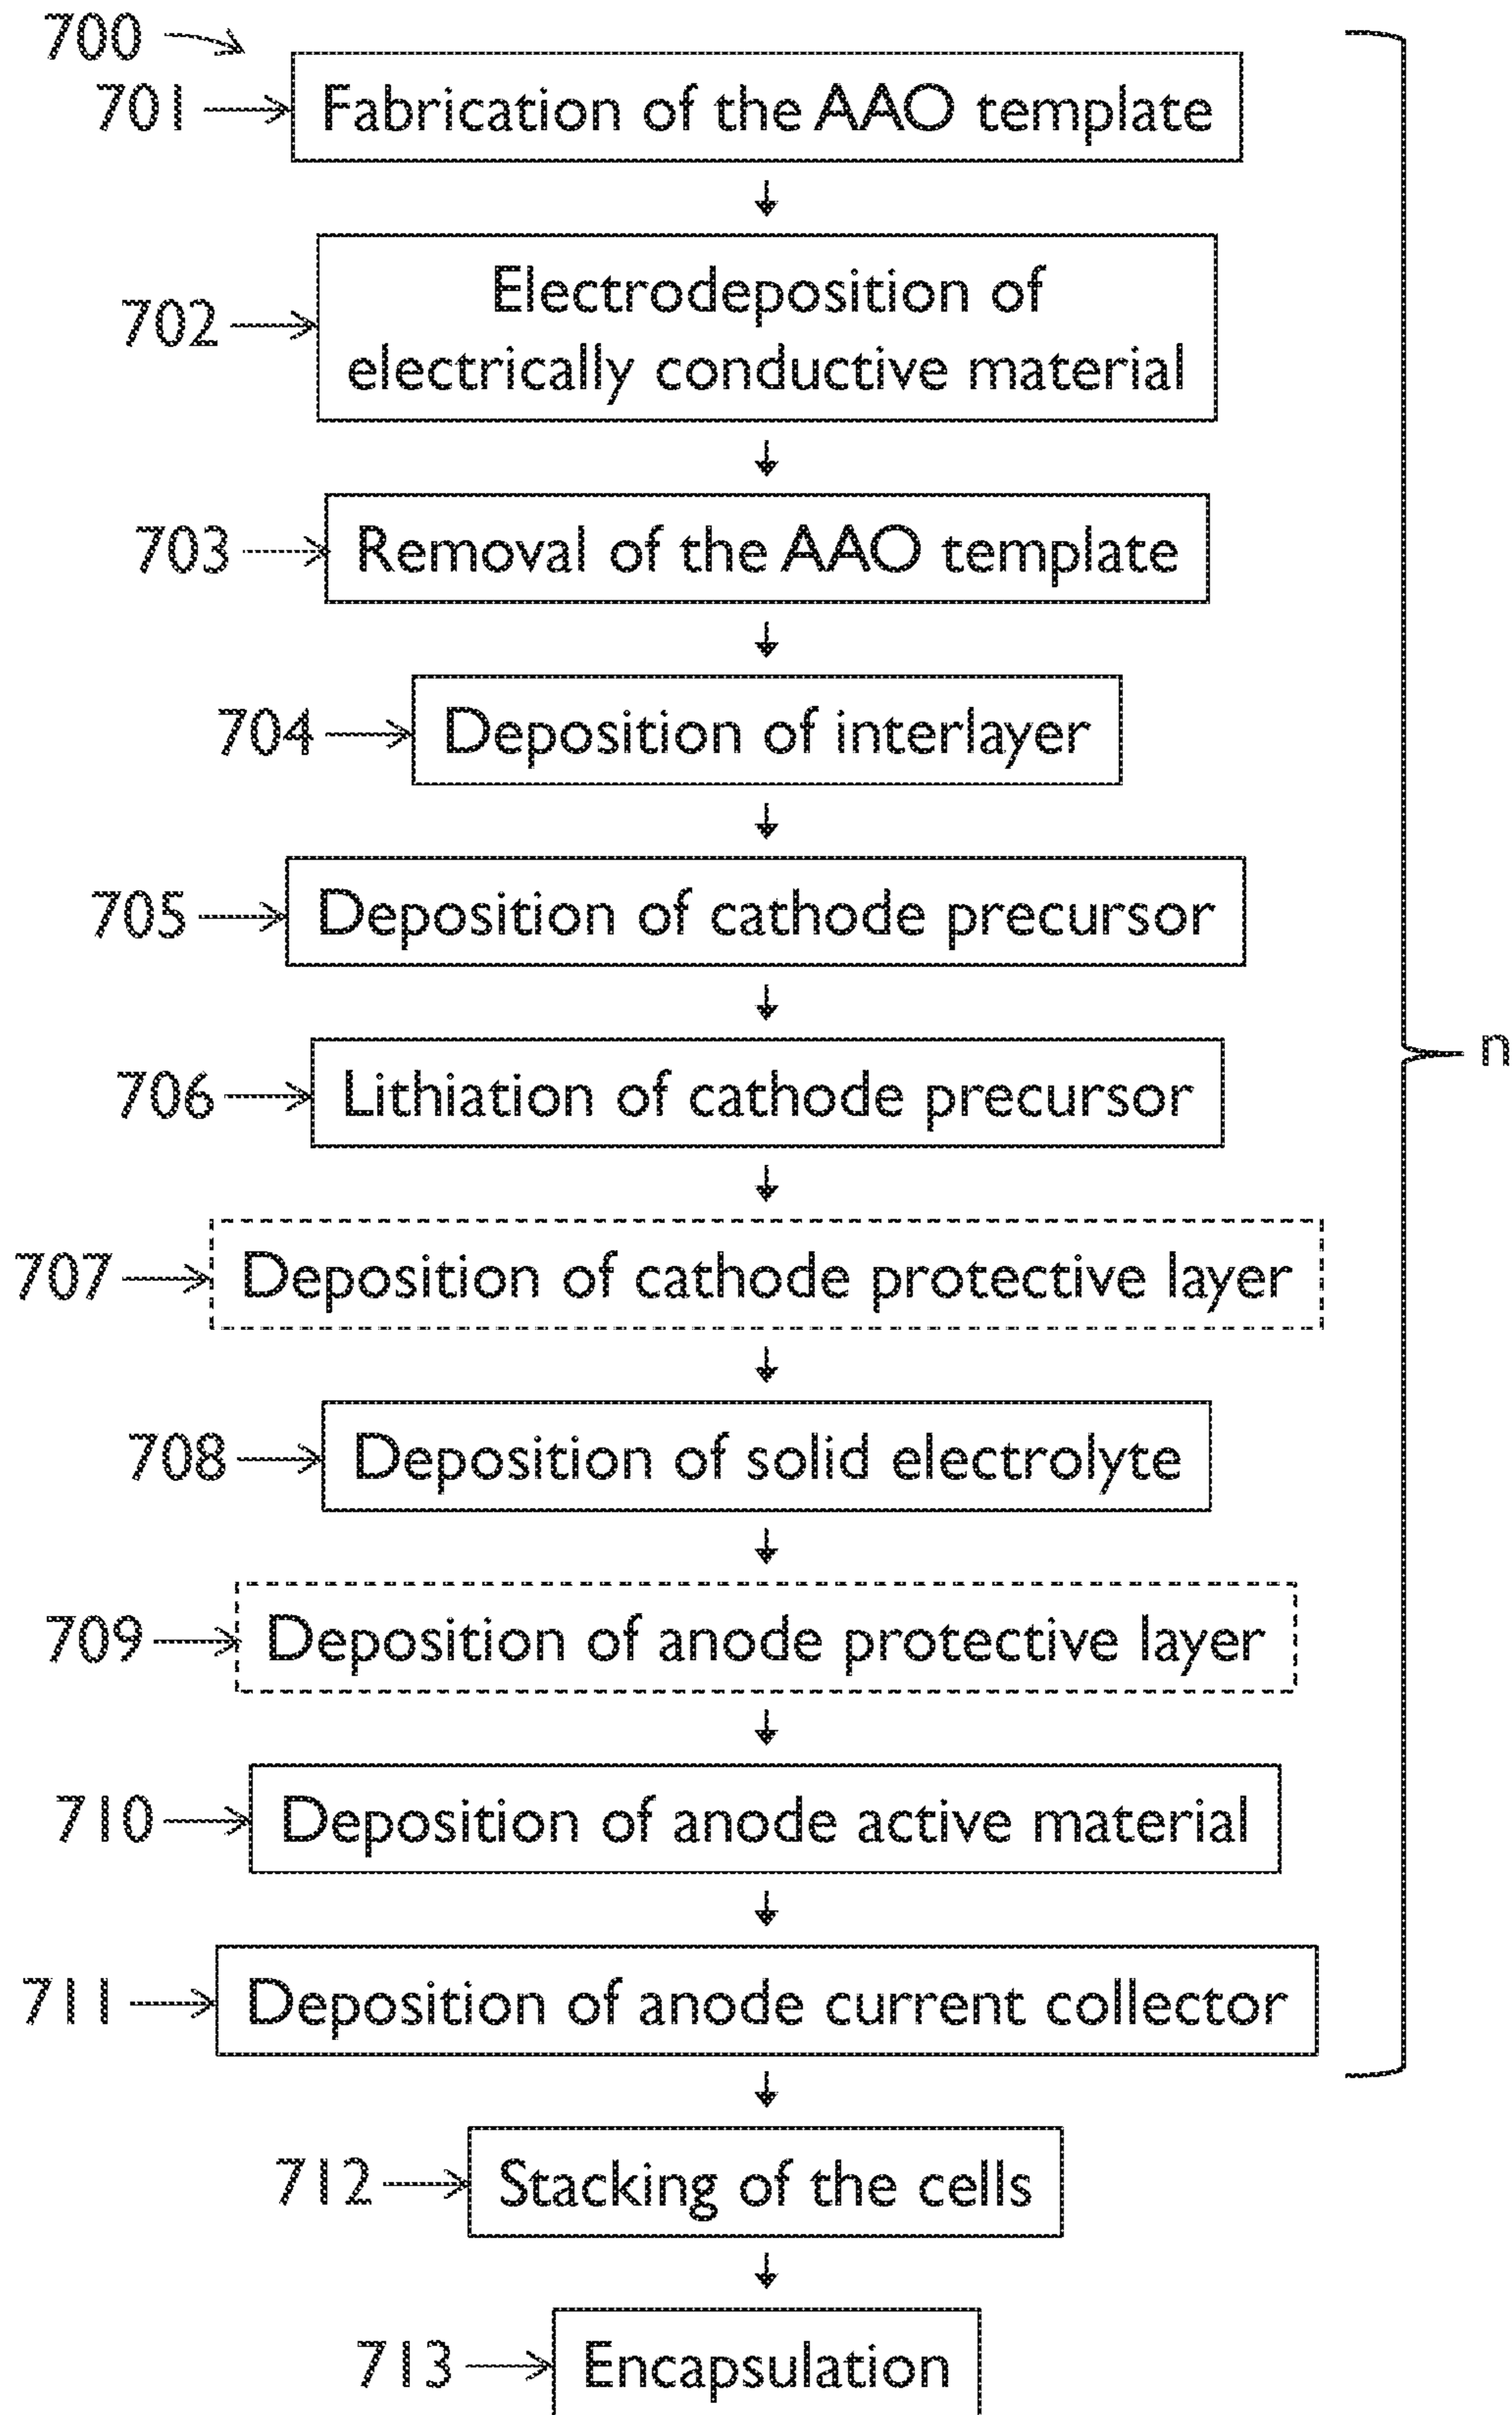 700
701 Fabrication of the AAO template
702 Electrodeposition of
electrically conductive material
703 Removal of the AAO template
704 Deposition of interlayer
705 Deposition of cathode precursor
n
706 Lithiation of cathode precursor
707 Deposition of cathode protective layer
708 Deposition of solid electrolyte
709 Deposition of anode protective layer
710 Deposition of anode active material
711 Deposition of anode current collector
712 Stacking of the cells
713 Encapsulation